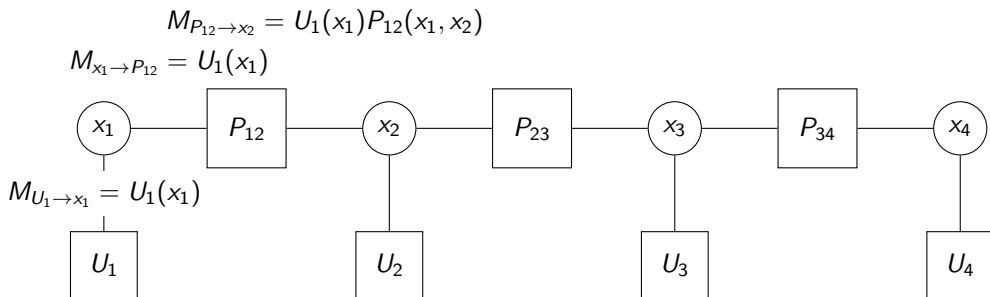 M_{P_{12}→x_2} = U_1(x_1)P_{12}(x_1, x_2)
M_{x_1→P_{12}} = U_1(x_1)
x_1 P_{12} x_2 P_{23} x_3 P_{34} x_4
M_{U_1→x_1} = U_1(x_1)
U_1 U_2 U_3 U_4